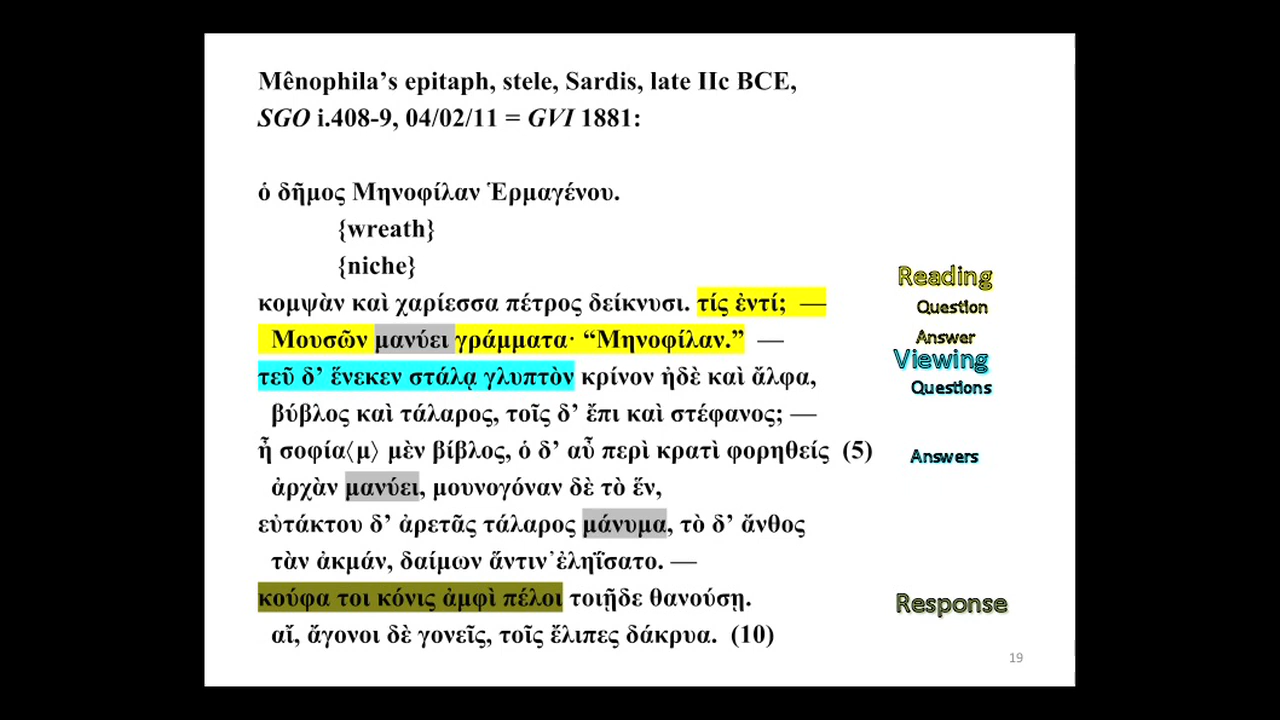 Mênophila’s epitaph, stele, Sardis, late IIc BCE,
SGO i.408-9, 04/02/11 = GVI 1881:
ὁ δῆμος Μηνοφίλαν Ἑρμαγένου.
{wreath}
{niche}
κομψὰν καὶ χαρίεσσα πέτρος δείκνυσι. τίς ἐντί; —
Μουσῶν μανύει γράμματα· “Μηνοφίλαν.” —
τεῦ δ’ ἕνεκεν στάλᾳ γλυπτὸν κρίνον ἠδὲ καὶ ἄλφα,
βύβλος καὶ τάλαρος, τοῖς δ’ ἔπι καὶ στέφανος; —
ἦ σοφία⟨μ⟩ μὲν βίβλος, ὁ δ’ αὖ περὶ κρατὶ φορηθείς (5)
ἀρχὰν μανύει, μουνογόναν δὲ τὸ ἕν,
εὐτάκτου δ’ ἀρετᾶς τάλαρος μάνυμα, τὸ δ’ ἄνθος
τὰν ἀκμάν, δαίμων ἅντιν᾿ἐληΐσατο. —
κούφα τοι κόνις ἀμφὶ πέλοι τοιῇδε θανούσῃ.
αἴ, ἄγονοι δὲ γονεῖς, τοῖς ἔλιπες δάκρυα. (10)
Reading
Question
Answer
Viewing
Questions
Answers
Response
19